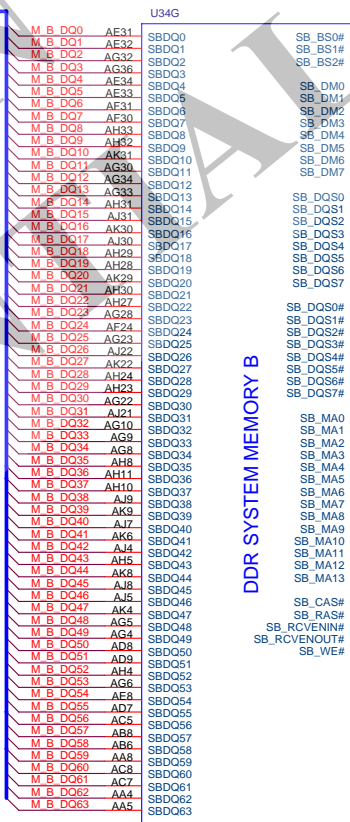 U34G
M_B_DQ0 AE31 SBDQ0 SB_BS0#
M_B_DQ1 AE32 SBDQ1 SB_BS1#
M_B_DQ2 AG32 SBDQ2 SB_BS2#
M_B_DQ3 AG36 SBDQ3
M_B_DQ4 AE34 SBDQ4 SB_DM0
M_B_DQ5 AE33 SBDQ5 SB_DM1
M_B_DQ6 AF31 SBDQ6 SB_DM2
M_B_DQ7 AF30 SBDQ7 SB_DM3
M_B_DQ8 AH33 SBDQ8 SB_DM4
M_B_DQ9 AH32 SBDQ9 SB_DM5
M_B_DQ10 AK31 SBDQ10 SB_DM6
M_B_DQ11 AG30 SBDQ11 SB_DM7
M_B_DQ12 AG34 SBDQ12
M_B_DQ13 AG33 SBDQ13 SB_DQS0
M_B_DQ14 AH31 SBDQ14 SB_DQS1
M_B_DQ15 AJ31 SBDQ15 SB_DQS2
M_B_DQ16 AK30 SBDQ16 SB_DQS3
M_B_DQ17 AJ30 SBDQ17 SB_DQS4
M_B_DQ18 AH29 SBDQ18 SB_DQS5
M_B_DQ19 AH28 SBDQ19 SB_DQS6
M_B_DQ20 AK29 SBDQ20 SB_DQS7
M_B_DQ21 AH30 SBDQ21
M_B_DQ22 AH27 SBDQ22 SB_DQS0#
M_B_DQ23 AG28 SBDQ23 SB_DQS1#
M_B_DQ24 AF24 SBDQ24 SB_DQS2#
M_B_DQ25 AG23 SBDQ25 SB_DQS3#
M_B_DQ26 AJ22 SBDQ26 SB_DQS4#
M_B_DQ27 AK22 SBDQ27 SB_DQS5#
M_B_DQ28 AH24 SBDQ28 SB_DQS6#
M_B_DQ29 AH23 SBDQ29 SB_DQS7#
M_B_DQ30 AG22 SBDQ30
M_B_DQ31 AJ21 SBDQ31 SB_MA0
M_B_DQ32 AG10 SBDQ32 SB_MA1
M_B_DQ33 AG9 SBDQ33 SB_MA2
M_B_DQ34 AG8 SBDQ34 SB_MA3
M_B_DQ35 AH8 SBDQ35 SB_MA4
M_B_DQ36 AH11 SBDQ36 SB_MA5
M_B_DQ37 AH10 SBDQ37 SB_MA6
M_B_DQ38 AJ9 SBDQ38 SB_MA7
M_B_DQ39 AK9 SBDQ39 SB_MA8
M_B_DQ40 AJ7 SBDQ40 SB_MA9
M_B_DQ41 AK6 SBDQ41 SB_MA10
M_B_DQ42 AJ4 SBDQ42 SB_MA11
M_B_DQ43 AH5 SBDQ43 SB_MA12
M_B_DQ44 AK8 SBDQ44 SB_MA13
M_B_DQ45 AJ8 SBDQ45
M_B_DQ46 AJ5 SBDQ46 SB_CAS#
M_B_DQ47 AK4 SBDQ47 SB_RAS#
M_B_DQ48 AG5 SBDQ48 SB_RCVENIN#
M_B_DQ49 AG4 SBDQ49 SB_RCVENOUT#
M_B_DQ50 AD8 SBDQ50 SB_WE#
M_B_DQ51 AD9 SBDQ51
M_B_DQ52 AH4 SBDQ52
M_B_DQ53 AG6 SBDQ53
M_B_DQ54 AE8 SBDQ54
M_B_DQ55 AD7 SBDQ55
M_B_DQ56 AC5 SBDQ56
M_B_DQ57 AB8 SBDQ57
M_B_DQ58 AB6 SBDQ58
M_B_DQ59 AA8 SBDQ59
M_B_DQ60 AC8 SBDQ60
M_B_DQ61 AC7 SBDQ61
M_B_DQ62 AA4 SBDQ62
M_B_DQ63 AA5 SBDQ63
DDR SYSTEM MEMORY B